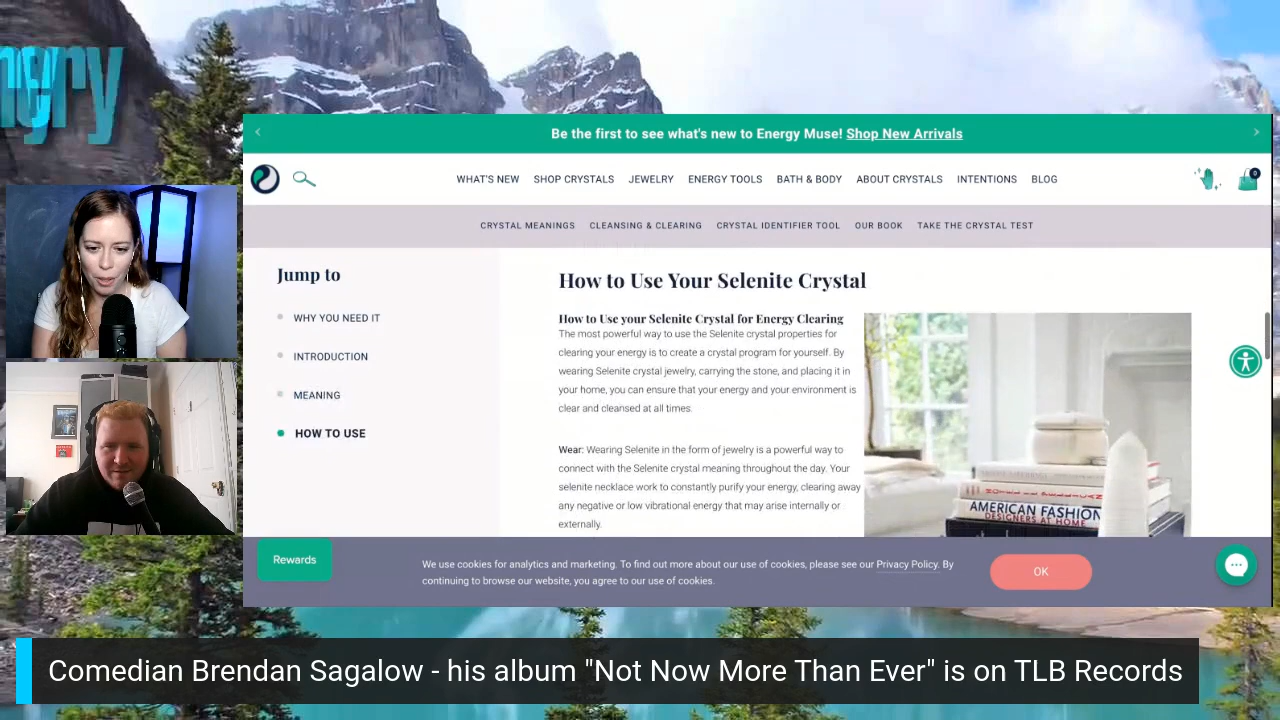 ngry
Be the first to see what's new to Energy Muse! Shop New Arrivals
WHAT'S NEW SHOP CRYSTALS JEWELRY ENERGY TOOLS BATH & BODY ABOUT CRYSTALS INTENTIONS BLOG
0
CRYSTAL MEANINGS CLEANSING & CLEARING CRYSTAL IDENTIFIER TOOL OUR BOOK TAKE THE CRYSTAL TEST
Jump to
WHY YOU NEED IT
INTRODUCTION
MEANING
HOW TO USE
How to Use Your Selenite Crystal
How to Use your Selenite Crystal for Energy Clearing
The most powerful way to use the Selenite crystal properties for
clearing your energy is to create a crystal program for yourself. By
wearing Selenite crystal jewelry, carrying the stone, and placing it in
your home, you can ensure that your energy and your environment is
clear and cleansed at all times.
Wear: Wearing Selenite in the form of jewelry is a powerful way to
connect with the Selenite crystal meaning throughout the day. Your
selenite necklace work to constantly purify your energy, clearing away
any negative or low vibrational energy that may arise internally or
externally.
AMERICAN FASHION
DESIGNERS AT HOME
Rewards
We use cookies for analytics and marketing. To find out more about our use of cookies, please see our Privacy Policy. By
continuing to browse our website, you agree to our use of cookies.
OK
Comedian Brendan Sagalow - his album "Not Now More Than Ever" is on TLB Records